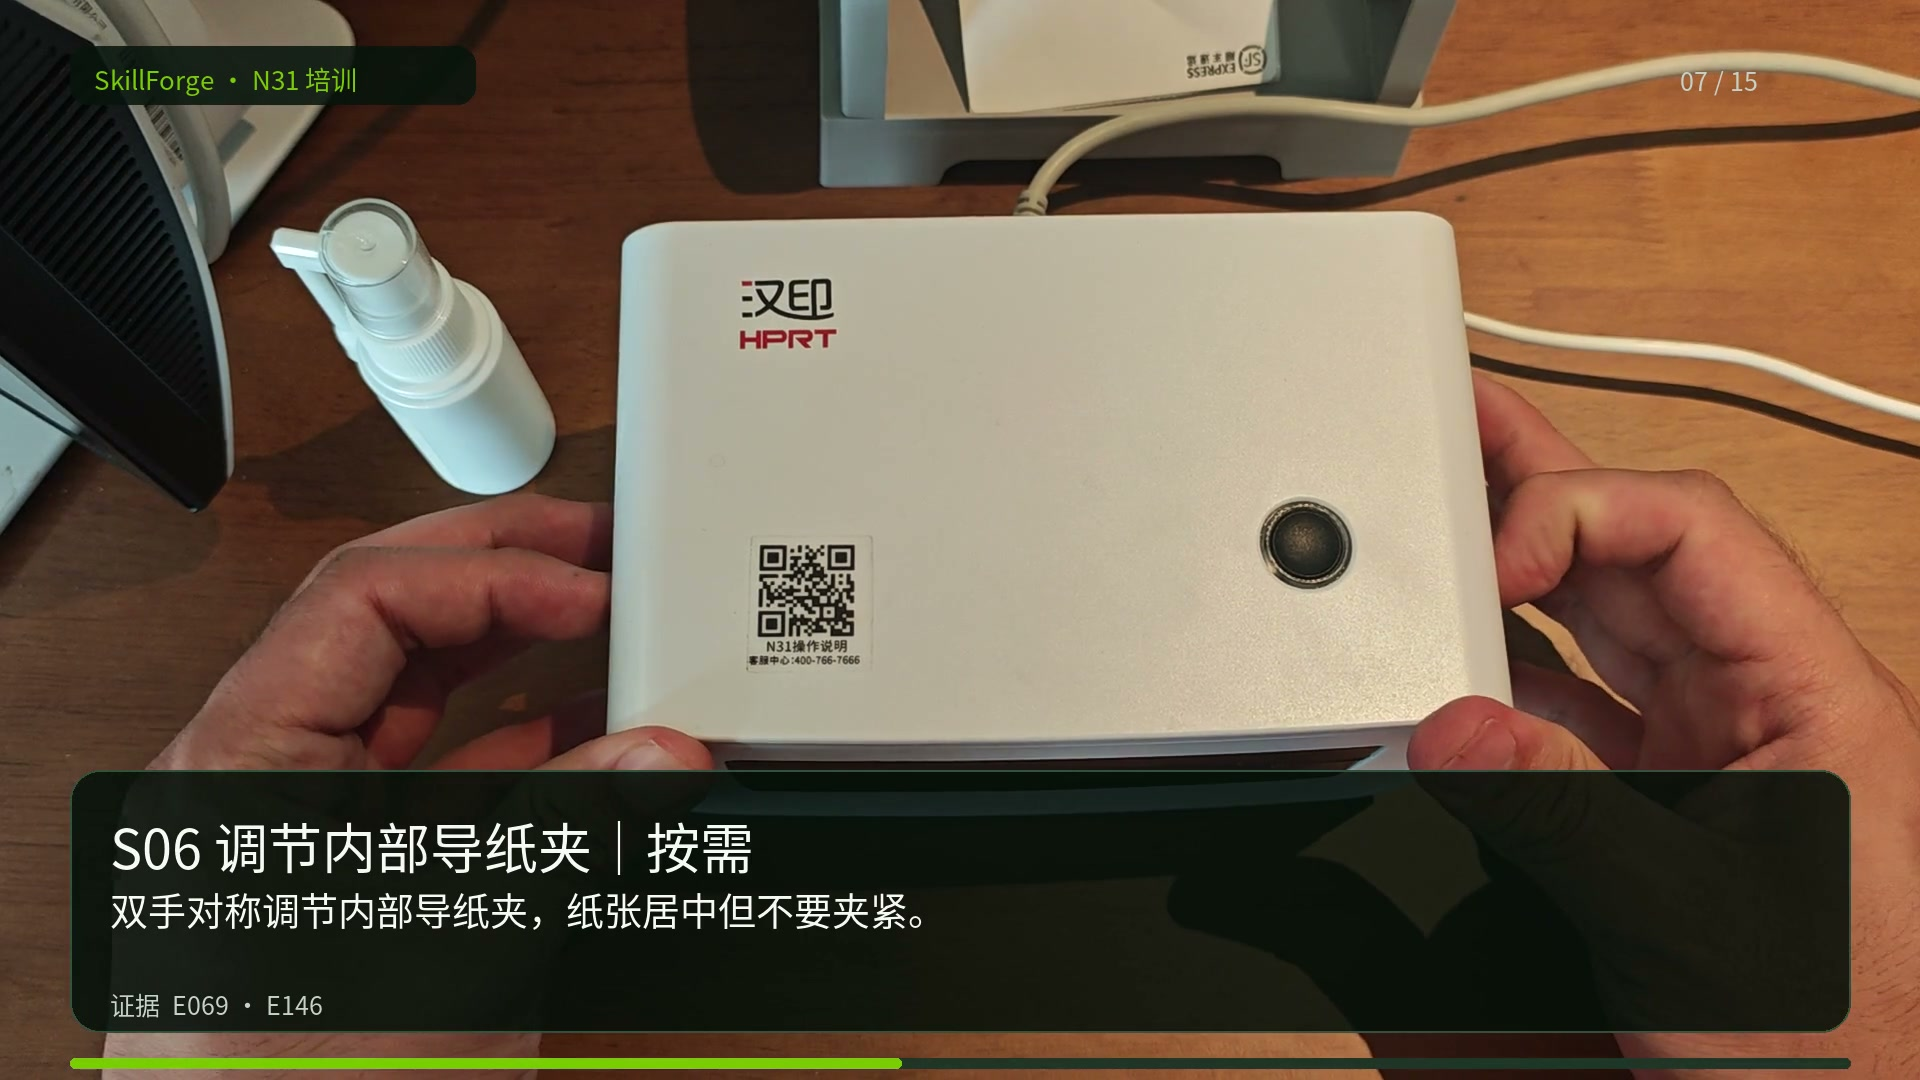 SkillForge • N31 培训
07 / 15
SF EXPRESS
汉印
HPRT
N31操作说明
客服中心:400-766-7666
S06 调节内部导纸夹｜按需
双手对称调节内部导纸夹，纸张居中但不要夹紧。
证据 E069 • E146